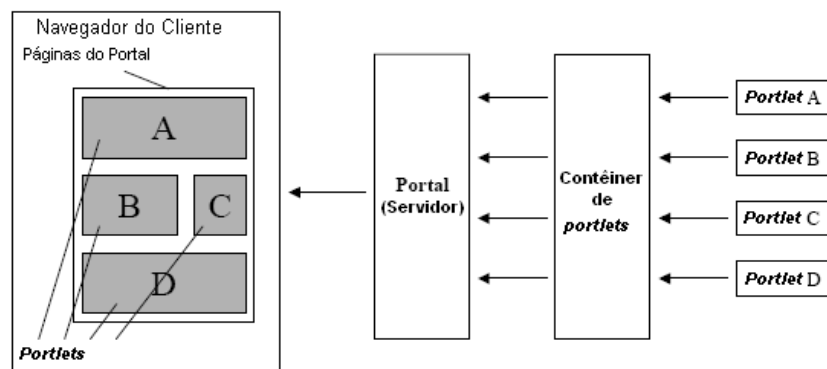 Navegador do Cliente
Páginas do Portal
A
B
C
D
Portlets
Portal
(Servidor)
Contêiner
de
portlets
Portlet A
Portlet B
Portlet C
Portlet D